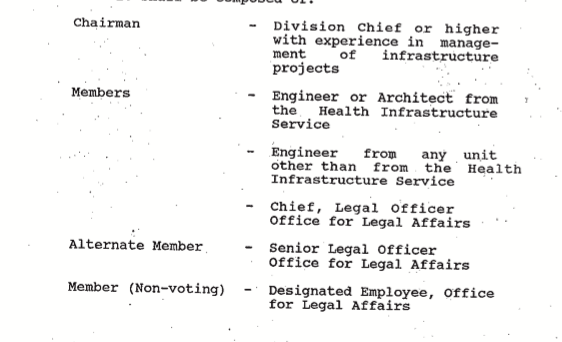 be composed of:
Chairman - Division Chief or higher
with experience in manage-
ment of infrastructure
projects
Members - Engineer or Architect from
the Health Infrastructure
Service
- Engineer from any unit
other than from the Health
Infrastructure Service
- Chief, Legal Officer
Office for Legal Affairs
Alternate Member - Senior Legal Officer
Office for Legal Affairs
Member (Non-voting) - Designated Employee, Office
for Legal Affairs